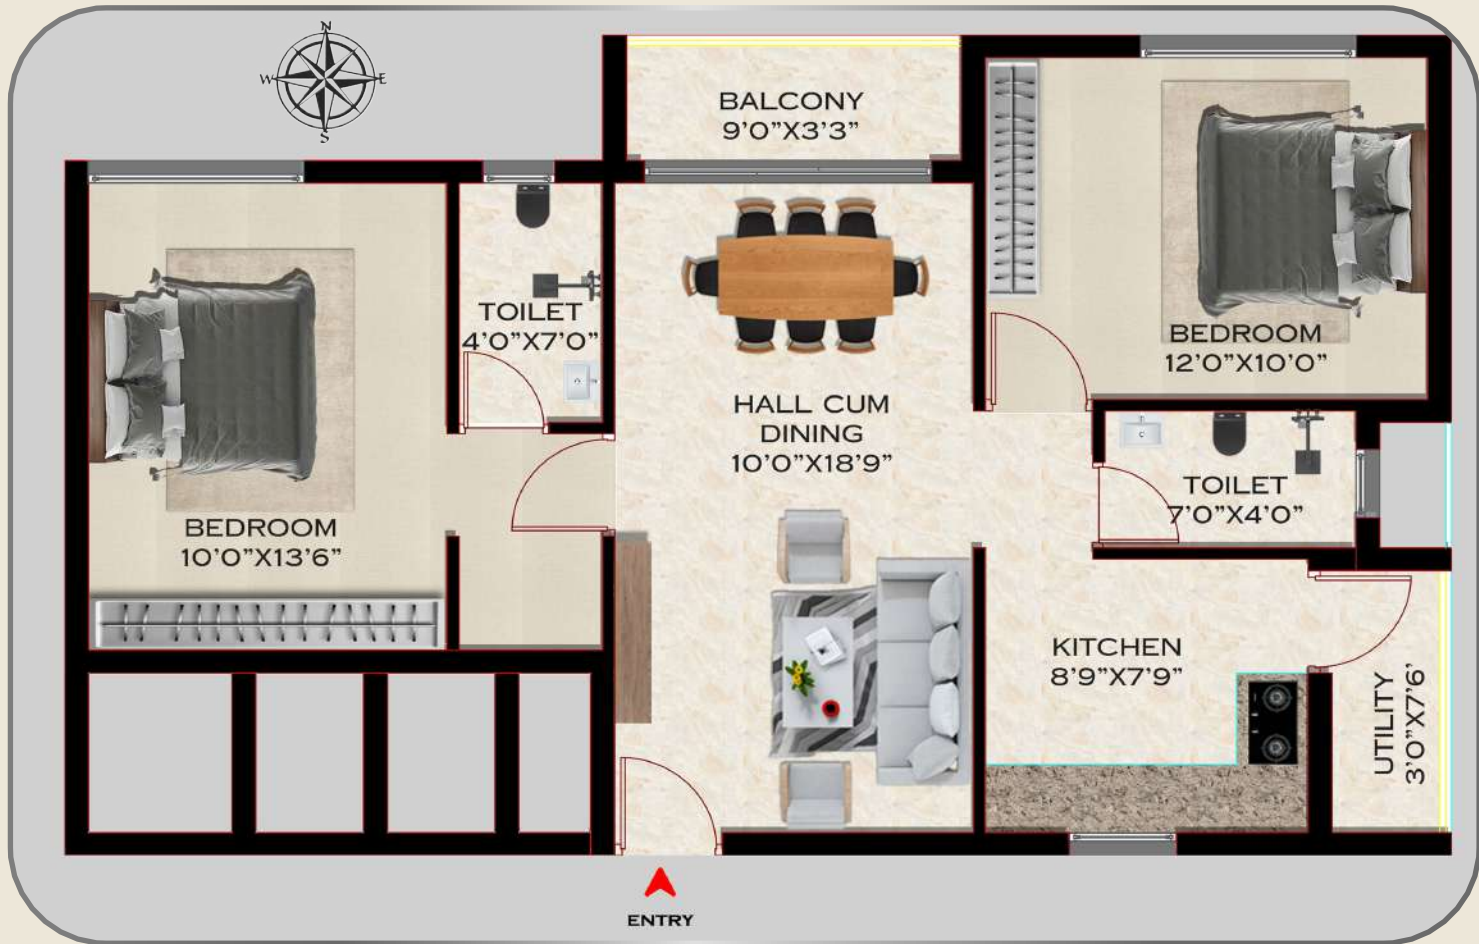 N
W E
S
BALCONY
9'0"X3'3"
BEDROOM
12'0"X10'0"
TOILET
4'0"X7'0"
HALL CUM
DINING
10'0"X18'9"
TOILET
7'0"X4'0"
BEDROOM
10'0"X13'6"
KITCHEN
8'9"X7'9"
UTILITY
3'0"X7'6'
ENTRY